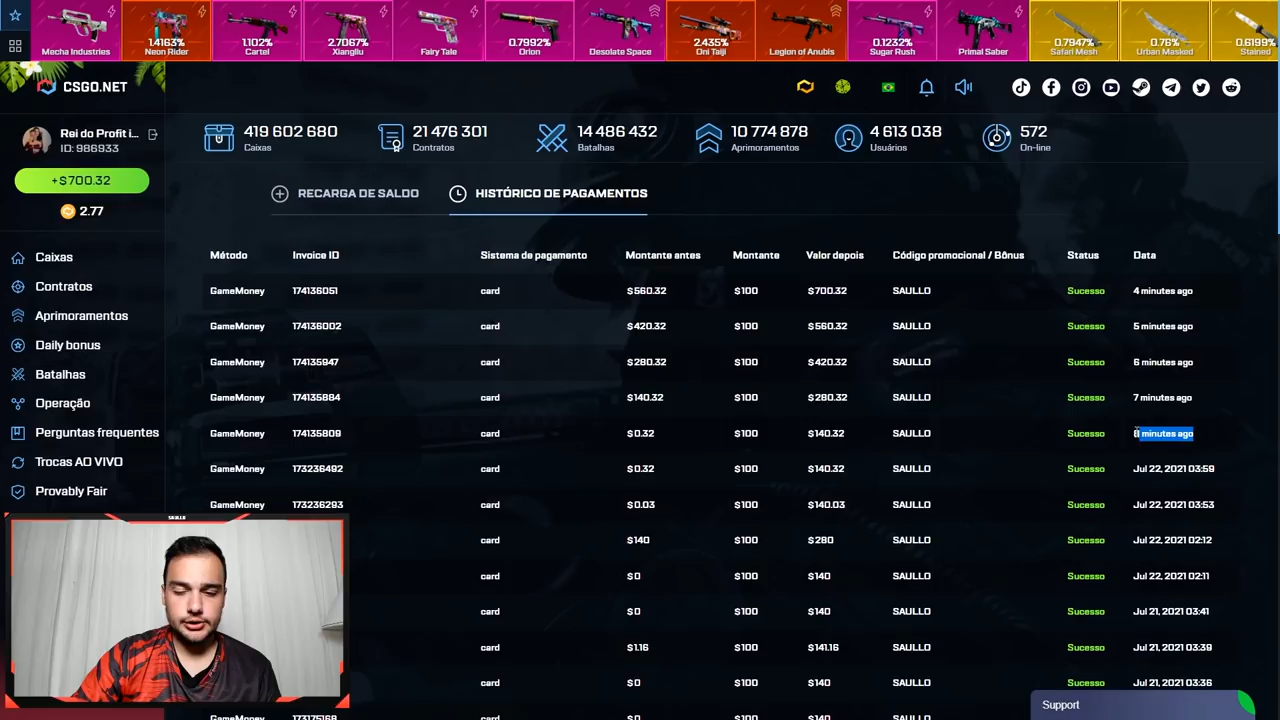 Mecha Industries
1.4163%
Neon Rider
1.102%
Cartel
2.7067%
Xiangliu
Fairy Tale
0.7992%
Orion
Desolate Space
2.435%
Oni Taiji
Legion of Anubis
0.1232%
Sugar Rush
Primal Saber
0.7947%
Safari Mesh
0.76%
Urban Masked
0.6199%
Stained
CSGO.NET
Rei do Profit i...
ID: 986933
+$700.32
2.77
419 602 680
Caixas
21 476 301
Contratos
14 486 432
Batalhas
10 774 878
Aprimoramentos
4 613 038
Usuários
572
On-line
Caixas
Contratos
Aprimoramentos
Daily bonus
Batalhas
Operação
Perguntas frequentes
Trocas AO VIVO
Provably Fair
RECARGA DE SALDO
HISTÓRICO DE PAGAMENTOS
Método Invoice ID Sistema de pagamento Montante antes Montante Valor depois Código promocional / Bônus Status Data
GameMoney 174136051 card $560.32 $100 $700.32 SAULLO Sucesso 4 minutes ago
GameMoney 174136002 card $420.32 $100 $560.32 SAULLO Sucesso 5 minutes ago
GameMoney 174135947 card $280.32 $100 $420.32 SAULLO Sucesso 6 minutes ago
GameMoney 174135884 card $140.32 $100 $280.32 SAULLO Sucesso 7 minutes ago
GameMoney 174135809 card $0.32 $100 $140.32 SAULLO Sucesso minutes ago
GameMoney 173236492 card $0.32 $100 $140.32 SAULLO Sucesso Jul 22, 2021 03:59
GameMoney 173236293 card $0.03 $100 $140.03 SAULLO Sucesso Jul 22, 2021 03:53
card $140 $100 $280 SAULLO Sucesso Jul 22, 2021 02:12
card $0 $100 $140 SAULLO Sucesso Jul 22, 2021 02:11
card $0 $100 $140 SAULLO Sucesso Jul 21, 2021 03:41
card $1.16 $100 $141.16 SAULLO Sucesso Jul 21, 2021 03:39
card $0 $100 $140 SAULLO Sucesso Jul 21, 2021 03:36
SAULLO
Support